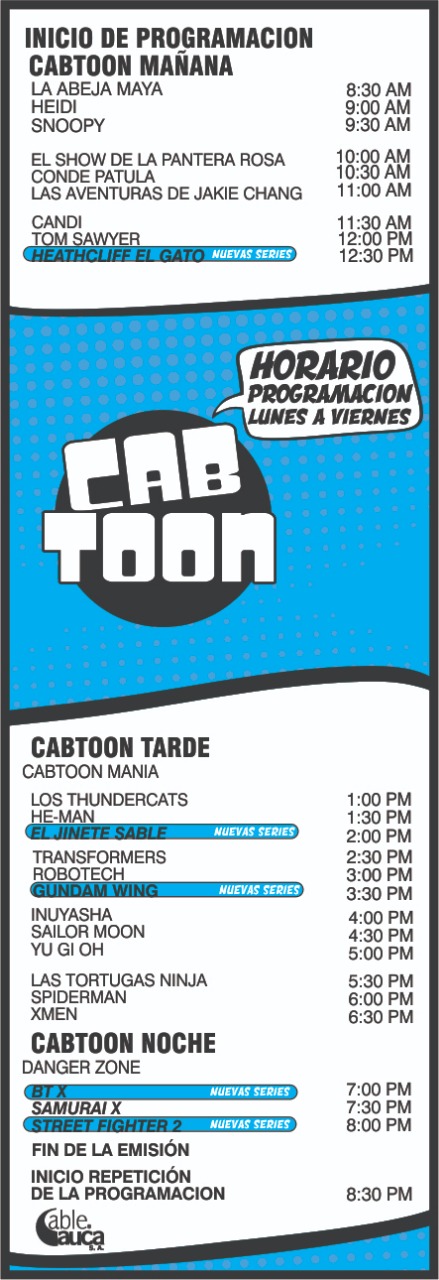 INICIO DE PROGRAMACION
CABTOON MAÑANA
LA ABEJA MAYA 8:30 AM
HEIDI 9:00 AM
SNOOPY 9:30 AM
EL SHOW DE LA PANTERA ROSA 10:00 AM
CONDE PATULA 10:30 AM
LAS AVENTURAS DE JAKIE CHANG 11:00 AM
CANDI 11:30 AM
TOM SAWYER 12:00 PM
HEATHCLIFF EL GATO NUEVAS SERIES 12:30 PM
HORARIO
PROGRAMACION
LUNES A VIERNES
CAB
TOON
CABTOON TARDE
CABTOON MANIA
LOS THUNDERCATS 1:00 PM
HE-MAN 1:30 PM
EL JINETE SABLE NUEVAS SERIES 2:00 PM
TRANSFORMERS 2:30 PM
ROBOTECH 3:00 PM
GUNDAM WING NUEVAS SERIES 3:30 PM
INUYASHA 4:00 PM
SAILOR MOON 4:30 PM
YU GI OH 5:00 PM
LAS TORTUGAS NINJA 5:30 PM
SPIDERMAN 6:00 PM
XMEN 6:30 PM
CABTOON NOCHE
DANGER ZONE
BT X NUEVAS SERIES 7:00 PM
SAMURAI X 7:30 PM
STREET FIGHTER 2 NUEVAS SERIES 8:00 PM
FIN DE LA EMISIÓN
INICIO REPETICIÓN
DE LA PROGRAMACION 8:30 PM
Cable
Cauca
S.A.